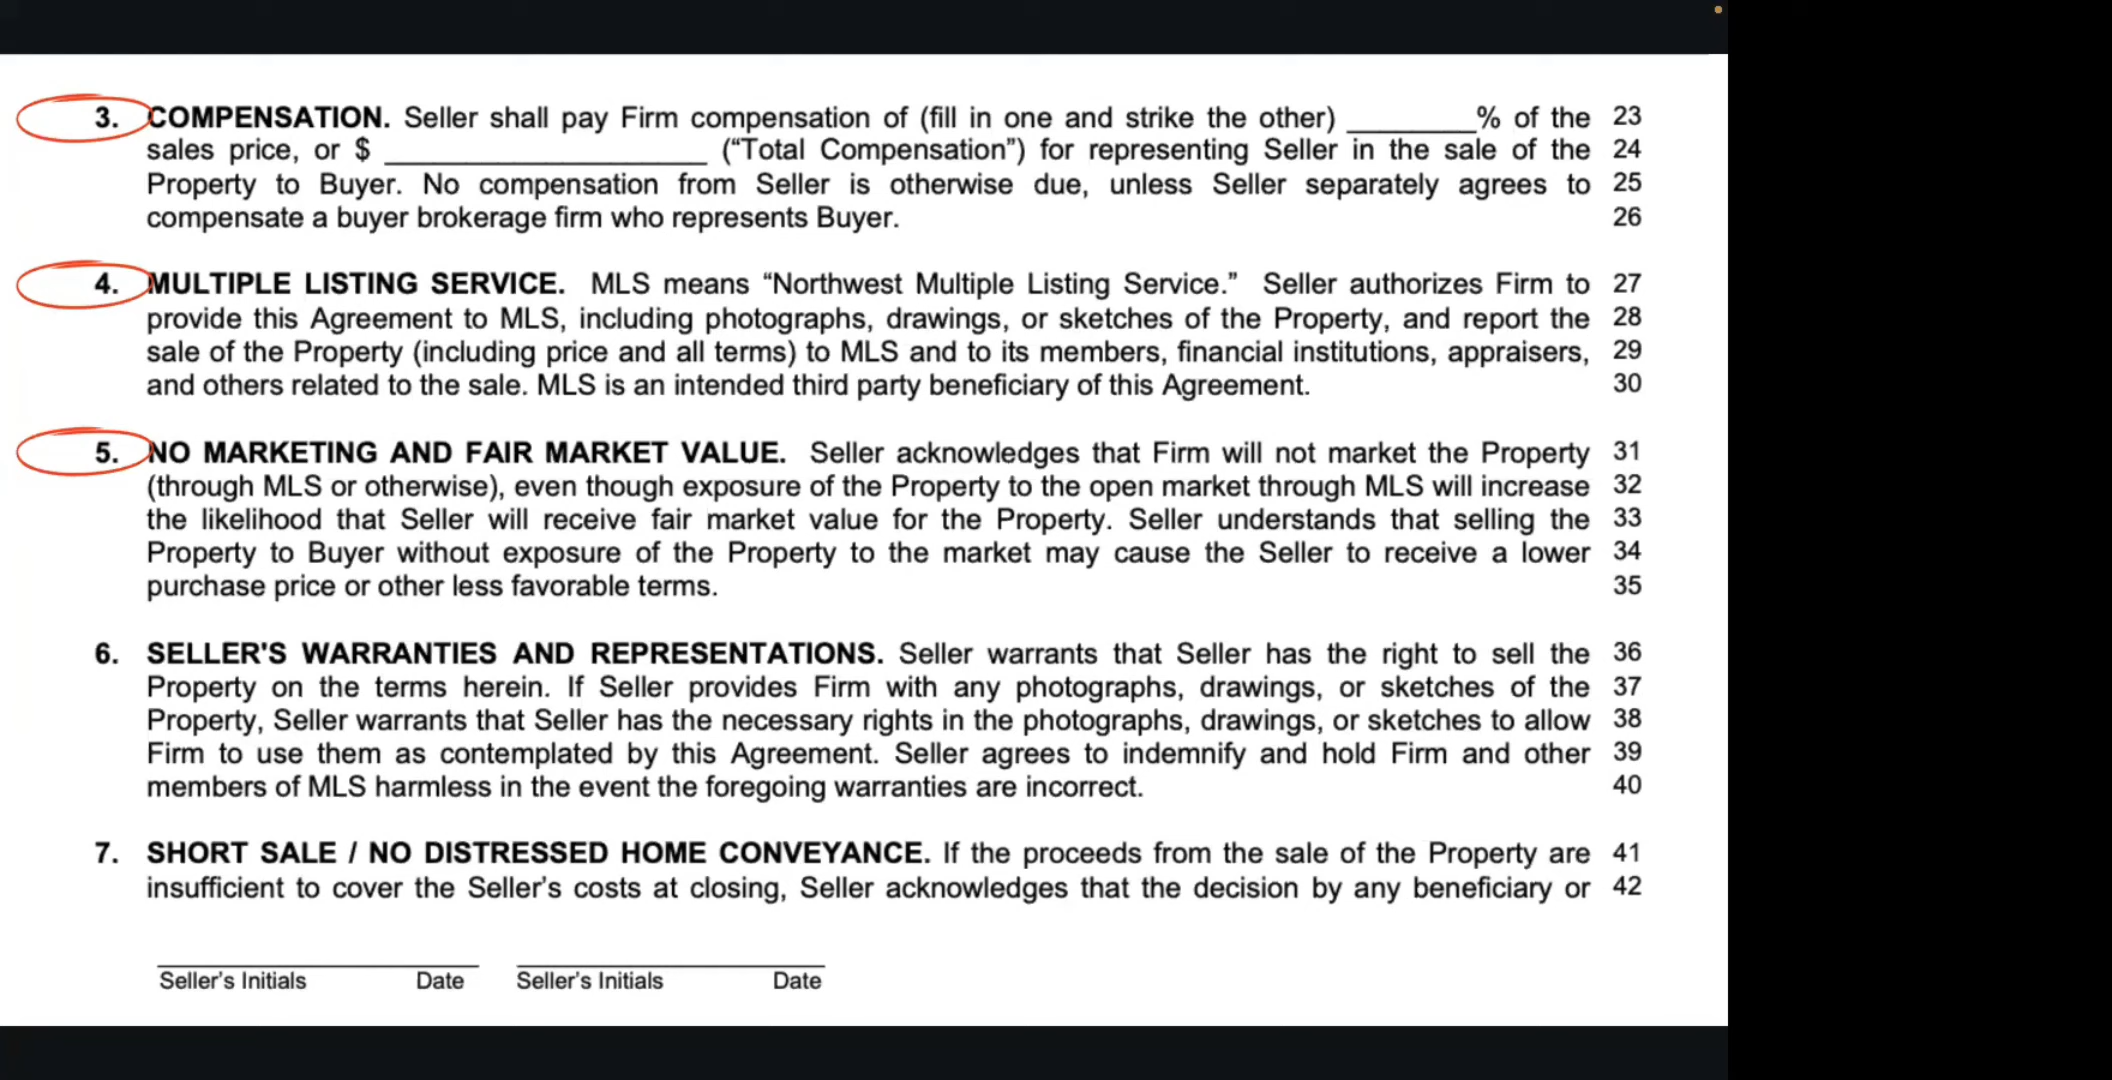 3. COMPENSATION. Seller shall pay Firm compensation of (fill in one and strike the other) ________% of the 23
sales price, or $ ____________________ (“Total Compensation”) for representing Seller in the sale of the 24
Property to Buyer. No compensation from Seller is otherwise due, unless Seller separately agrees to 25
compensate a buyer brokerage firm who represents Buyer. 26
4. MULTIPLE LISTING SERVICE. MLS means “Northwest Multiple Listing Service.” Seller authorizes Firm to 27
provide this Agreement to MLS, including photographs, drawings, or sketches of the Property, and report the 28
sale of the Property (including price and all terms) to MLS and to its members, financial institutions, appraisers, 29
and others related to the sale. MLS is an intended third party beneficiary of this Agreement. 30
5. NO MARKETING AND FAIR MARKET VALUE. Seller acknowledges that Firm will not market the Property 31
(through MLS or otherwise), even though exposure of the Property to the open market through MLS will increase 32
the likelihood that Seller will receive fair market value for the Property. Seller understands that selling the 33
Property to Buyer without exposure of the Property to the market may cause the Seller to receive a lower 34
purchase price or other less favorable terms. 35
6. SELLER'S WARRANTIES AND REPRESENTATIONS. Seller warrants that Seller has the right to sell the 36
Property on the terms herein. If Seller provides Firm with any photographs, drawings, or sketches of the 37
Property, Seller warrants that Seller has the necessary rights in the photographs, drawings, or sketches to allow 38
Firm to use them as contemplated by this Agreement. Seller agrees to indemnify and hold Firm and other 39
members of MLS harmless in the event the foregoing warranties are incorrect. 40
7. SHORT SALE / NO DISTRESSED HOME CONVEYANCE. If the proceeds from the sale of the Property are 41
insufficient to cover the Seller’s costs at closing, Seller acknowledges that the decision by any beneficiary or 42
Seller’s Initials Date Seller’s Initials Date